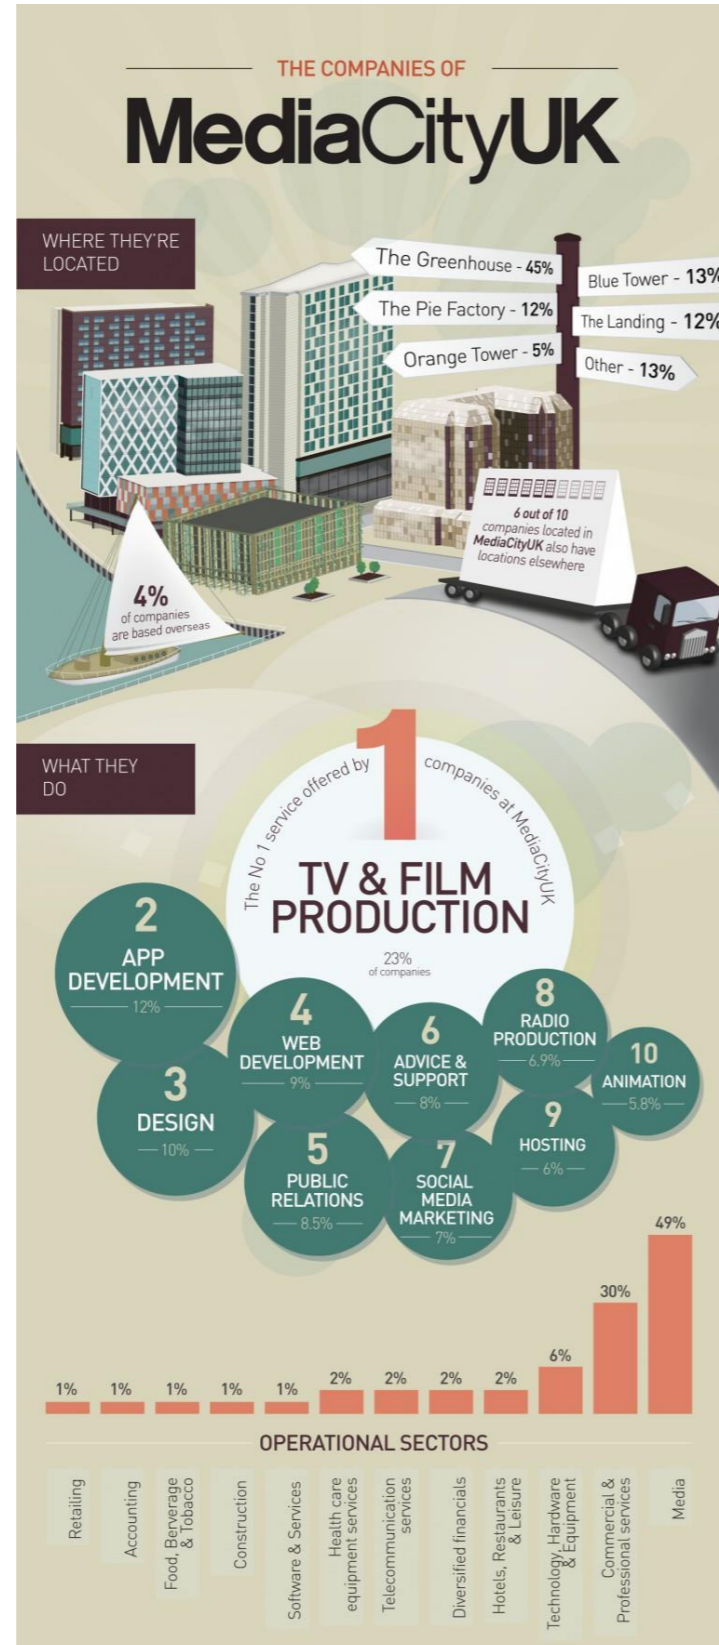 THE COMPANIES OF
MediaCityUK
WHERE THEY'RE
LOCATED
The Greenhouse - 45%
Blue Tower - 13%
The Pie Factory - 12%
The Landing - 12%
Orange Tower - 5%
Other - 13%
6 out of 10
companies located in
MediaCityUK also have
locations elsewhere
4%
of companies
are based overseas
WHAT THEY
DO
1
The No 1 service offered by companies at MediaCityUK
TV & FILM
PRODUCTION
23%
of companies
2
APP
DEVELOPMENT
12%
3
DESIGN
10%
4
WEB
DEVELOPMENT
9%
5
PUBLIC
RELATIONS
8.5%
6
ADVICE &
SUPPORT
8%
7
SOCIAL
MEDIA
MARKETING
7%
8
RADIO
PRODUCTION
6.9%
9
HOSTING
6%
10
ANIMATION
5.8%
1%
1%
1%
1%
1%
2%
2%
2%
2%
6%
30%
49%
OPERATIONAL SECTORS
Retailing
Accounting
Food, Berverage
& Tobacco
Construction
Software & Services
Health care
equipment services
Telecommunication
services
Diversified financials
Hotels, Restaurants
& Leisure
Technology, Hardware
& Equipment
Commercial &
Professional services
Media